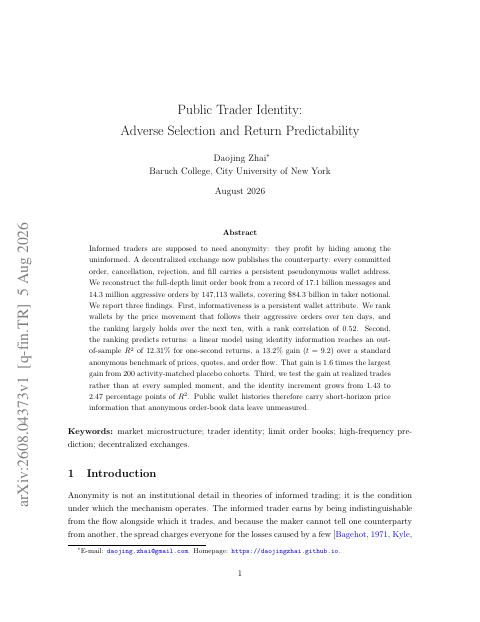 Public Trader Identity:
Adverse Selection and Return Predictability
Daojing Zhai*
Baruch College, City University of New York
August 2026
Abstract
Informed traders are supposed to need anonymity: they profit by hiding among the
uninformed. A decentralized exchange now publishes the counterparty: every committed
order, cancellation, rejection, and fill carries a persistent pseudonymous wallet address.
We reconstruct the full-depth limit order book from a record of 17.1 billion messages and
14.3 million aggressive orders by 147,113 wallets, covering $84.3 billion in taker notional.
We report three findings. First, informativeness is a persistent wallet attribute. We rank
wallets by the price movement that follows their aggressive orders over ten days, and
the ranking largely holds over the next ten, with a rank correlation of 0.52. Second,
the ranking predicts returns: a linear model using identity information reaches an out-
of-sample R² of 12.31% for one-second returns, a 13.2% gain (t = 9.2) over a standard
anonymous benchmark of prices, quotes, and order flow. That gain is 1.6 times the largest
gain from 200 activity-matched placebo cohorts. Third, we test the gain at realized trades
rather than at every sampled moment, and the identity increment grows from 1.43 to
2.47 percentage points of R². Public wallet histories therefore carry short-horizon price
information that anonymous order-book data leave unmeasured.
Keywords: market microstructure; trader identity; limit order books; high-frequency pre-
diction; decentralized exchanges.
1 Introduction
Anonymity is not an institutional detail in theories of informed trading; it is the condition
under which the mechanism operates. The informed trader earns by being indistinguishable
from the flow alongside which it trades, and because the maker cannot tell one counterparty
from another, the spread charges everyone for the losses caused by a few [Bagehot, 1971, Kyle,
*E-mail: daojing.zhai@gmail.com. Homepage: https://daojingzhai.github.io.
1
arXiv:2608.04373v1 [q-fin.TR] 5 Aug 2026